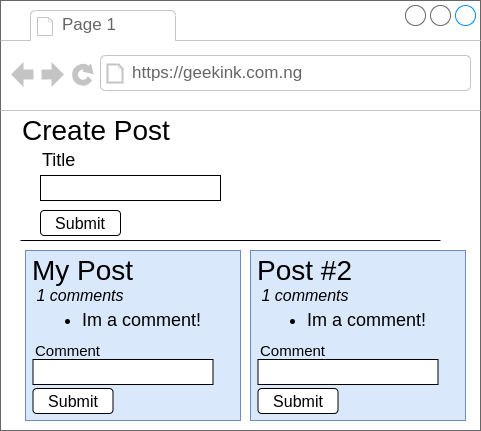 Page 1
https://geekink.com.ng
Create Post
Title
Submit
My Post
1 comments
Im a comment!
Comment
Submit
Post #2
1 comments
Im a comment!
Comment
Submit